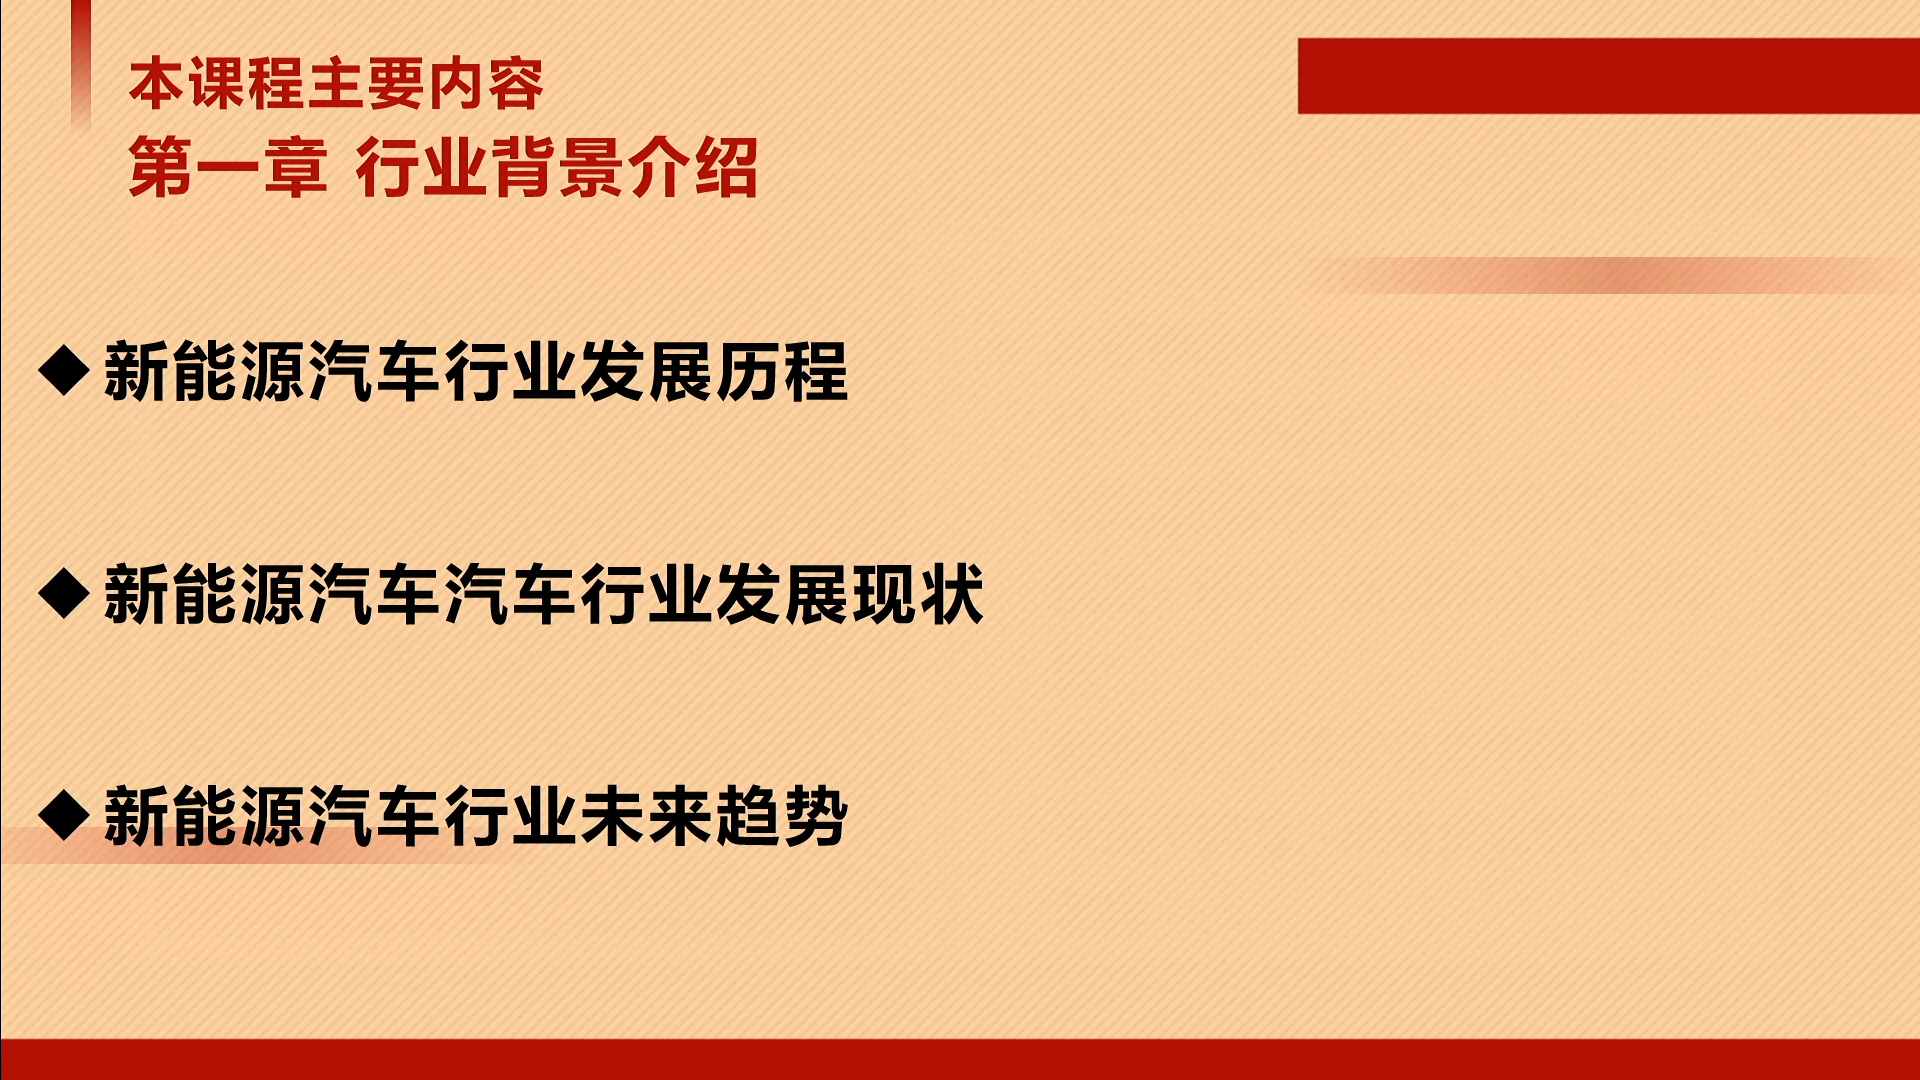 本课程主要内容
第一章 行业背景介绍
◆新能源汽车行业发展历程
◆新能源汽车汽车行业发展现状
◆新能源汽车行业未来趋势